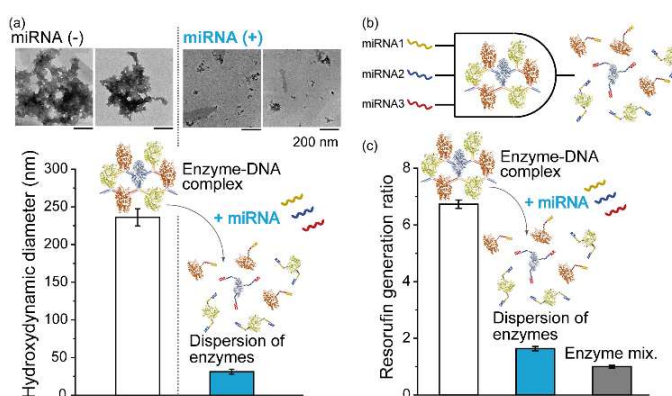 (a)
miRNA (-)
miRNA (+)
200 nm
Hydroxydynamic diameter (nm)
300
250
200
150
100
50
0
Enzyme-DNA
complex
+ miRNA
Dispersion of
enzymes
(b)
miRNA1
miRNA2
miRNA3
(c)
Resorufin generation ratio
8
6
4
2
0
Enzyme-DNA
complex
+ miRNA
Dispersion of
enzymes
Enzyme mix.